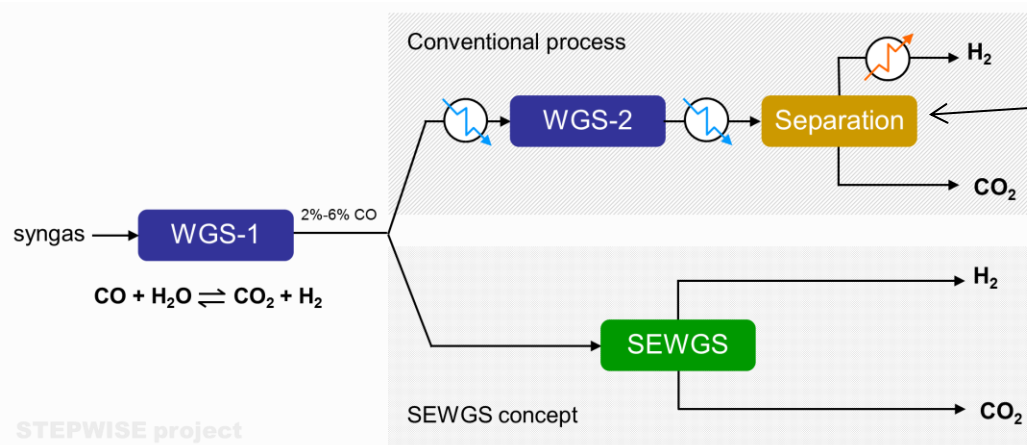 Conventional process
H₂
WGS-2
Separation
CO₂
2%-6% CO
syngas
WGS-1
CO + H₂O ⇌ CO₂ + H₂
H₂
SEWGS
SEWGS concept
CO₂
STEPWISE project